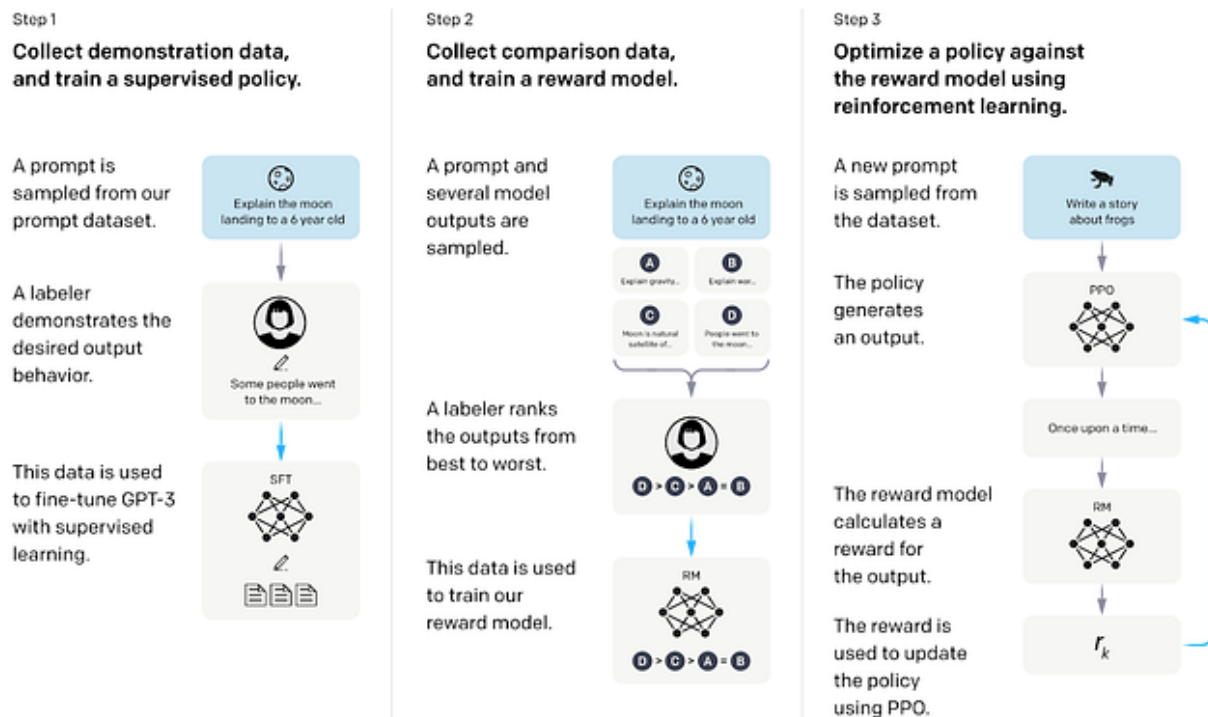 Step 1
Collect demonstration data,
and train a supervised policy.
A prompt is
sampled from our
prompt dataset.
Explain the moon
landing to a 6 year old
A labeler
demonstrates the
desired output
behavior.
Some people went
to the moon...
This data is used
to fine-tune GPT-3
with supervised
learning.
SFT
Step 2
Collect comparison data,
and train a reward model.
A prompt and
several model
outputs are
sampled.
Explain the moon
landing to a 6 year old
A
Explain gravity...
B
Explain war...
C
Moon is natural
satellite of...
D
People went to
the moon...
A labeler ranks
the outputs from
best to worst.
D > C > A = B
This data is used
to train our
reward model.
RM
D > C > A = B
Step 3
Optimize a policy against
the reward model using
reinforcement learning.
A new prompt
is sampled from
the dataset.
Write a story
about frogs
The policy
generates
an output.
PPO
Once upon a time...
The reward model
calculates a
reward for
the output.
RM
The reward is
used to update
the policy
using PPO.
r_k